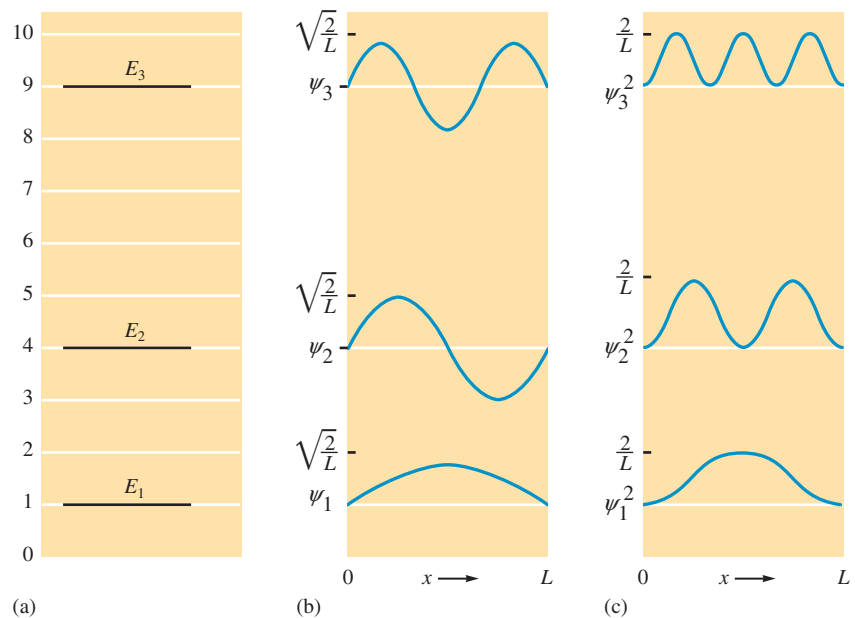 10
9
8
7
6
5
4
3
2
1
0
E₃
E₂
E₁
(a)
√2/L
ψ₃
√2/L
ψ₂
√2/L
ψ₁
0
x →
L
(b)
2/L
ψ₃²
2/L
ψ₂²
2/L
ψ₁²
0
x →
L
(c)